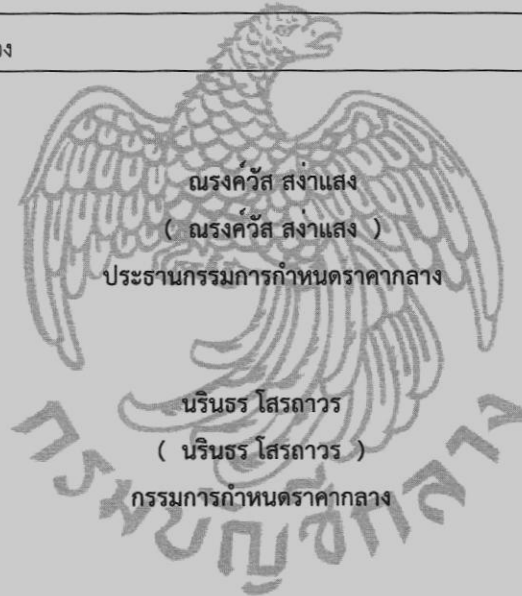 ณรงค์วัส สง่าแสง
( ณรงค์วัส สง่าแสง )
ประธานกรรมการกำหนดราคากลาง
นรินธร โสรถาวร
( นรินธร โสรถาวร )
กรรมการกำหนดราคากลาง
กรมบัญชีกลาง